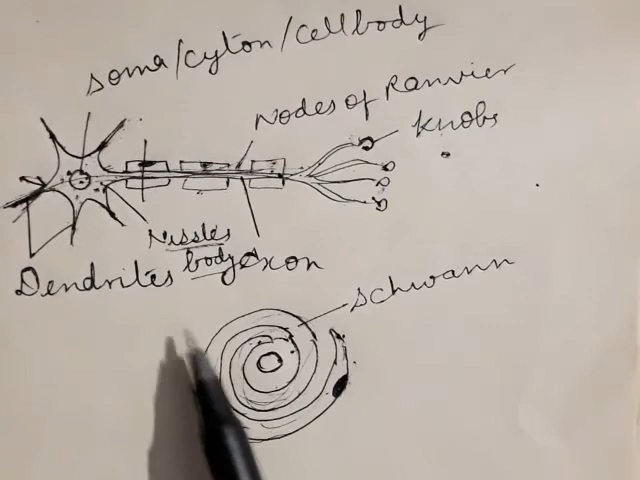 soma/cyton/cellbody
Nodes of Ranvier
Knobs
Nissles
body
Axon
Dendrites
schwann